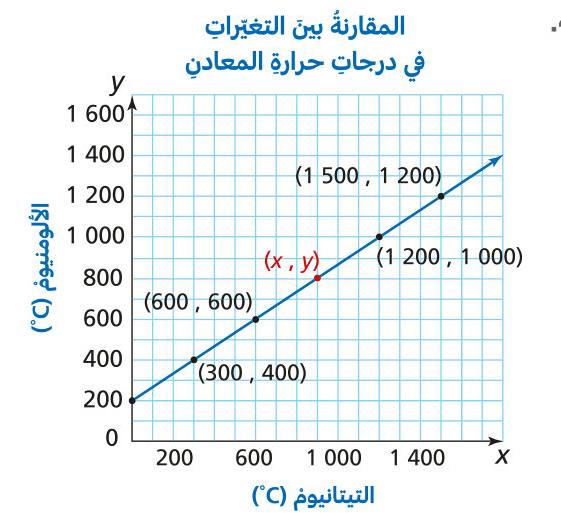 المقارنةُ بينَ التغيّراتِ
في درجاتِ حرارةِ المعادنِ
y
1 600
1 400
1 200
1 000
800
600
400
200
0
(1 500 , 1 200)
(1 200 , 1 000)
(x , y)
(600 , 600)
(300 , 400)
200 600 1 000 1 400 x
الألومنيومُ (°C)
التيتانيومُ (°C)